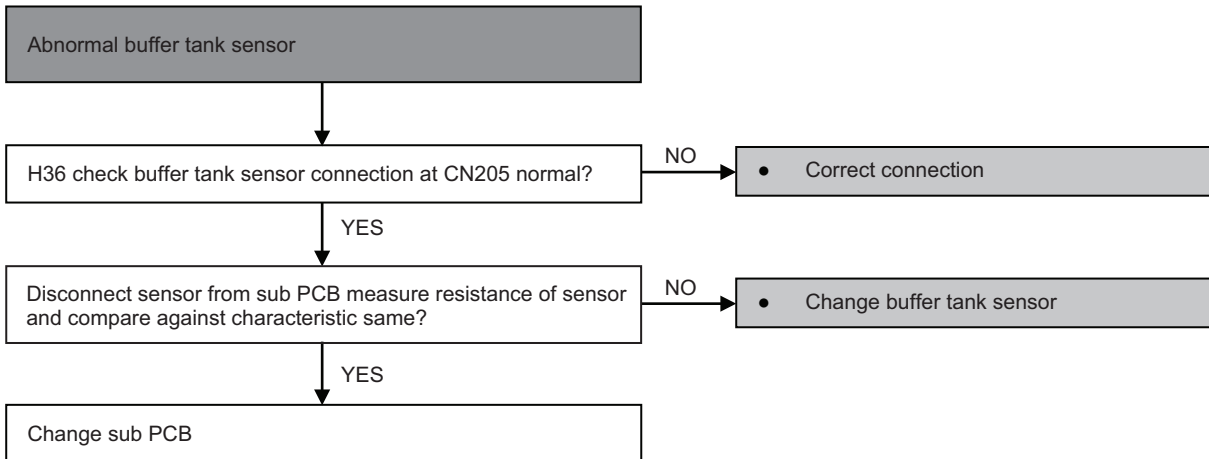 Abnormal buffer tank sensor
H36 check buffer tank sensor connection at CN205 normal?
NO
● Correct connection
YES
Disconnect sensor from sub PCB measure resistance of sensor
and compare against characteristic same?
NO
● Change buffer tank sensor
YES
Change sub PCB